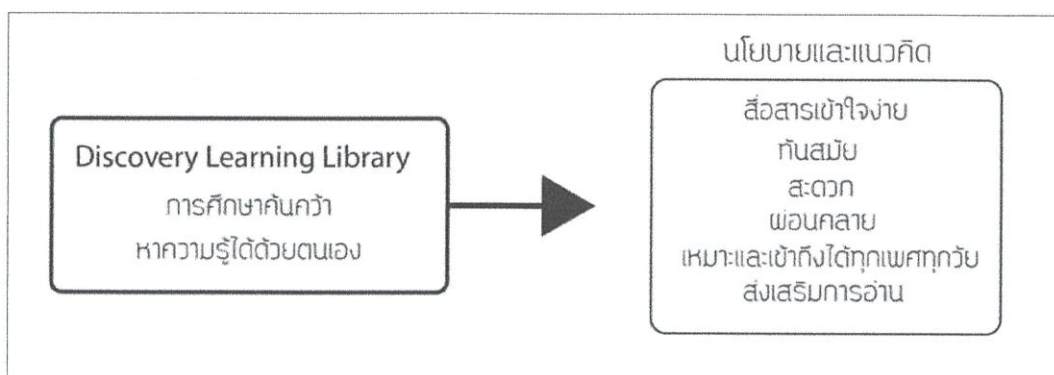 Discovery Learning Library
การศึกษาค้นคว้า
หาความรู้ได้ด้วยตนเอง
นโยบายและแนวคิด
สื่อสารเข้าใจง่าย
ทันสมัย
สะดวก
ผ่อนคลาย
เหมาะและเข้าถึงได้ทุกเพศทุกวัย
ส่งเสริมการอ่าน